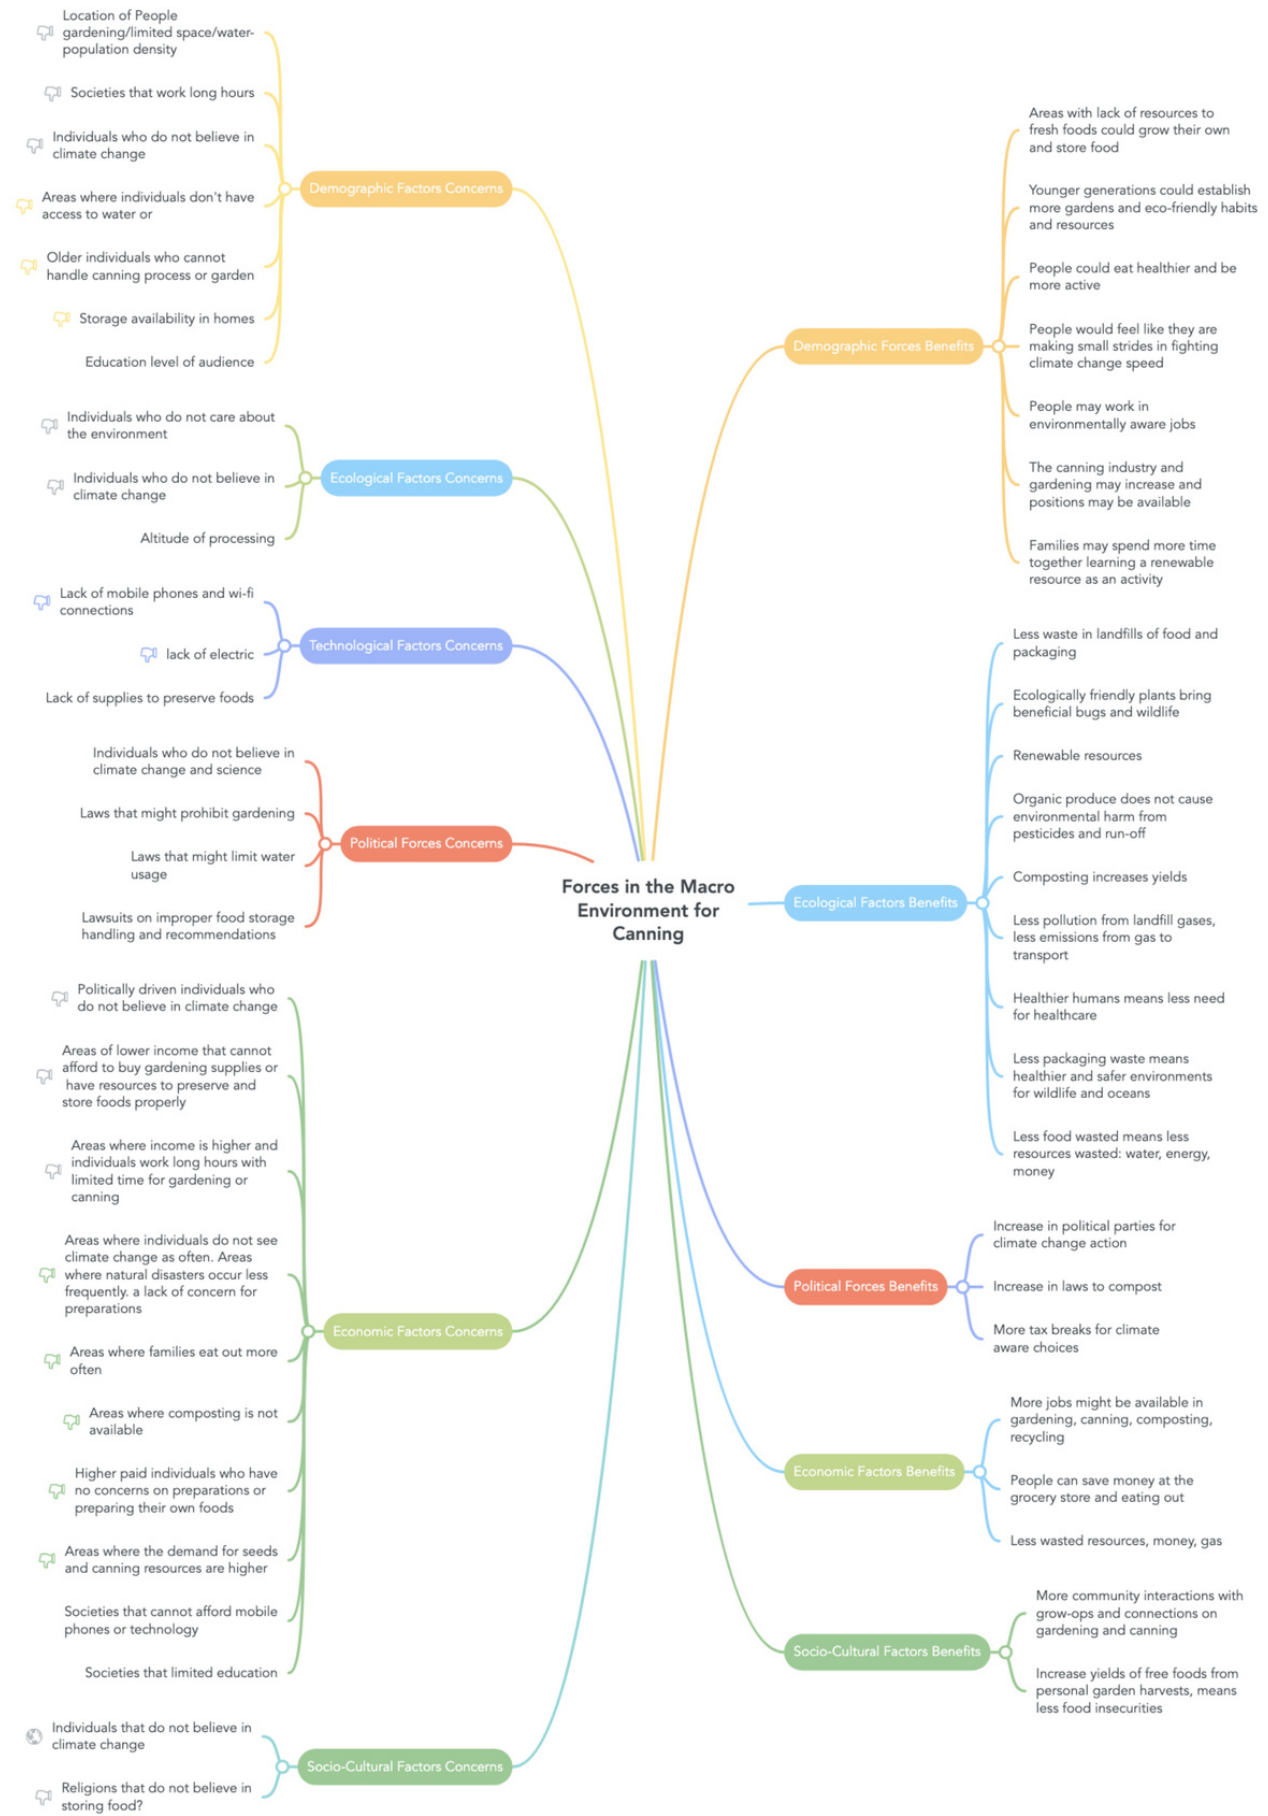 Location of People
gardening/limited space/water-
population density
Societies that work long hours
Individuals who do not believe in
climate change
Areas where individuals don't have
access to water or
Older individuals who cannot
handle canning process or garden
Storage availability in homes
Education level of audience
Demographic Factors Concerns
Individuals who do not care about
the environment
Individuals who do not believe in
climate change
Altitude of processing
Ecological Factors Concerns
Lack of mobile phones and wi-fi
connections
lack of electric
Lack of supplies to preserve foods
Technological Factors Concerns
Individuals who do not believe in
climate change and science
Laws that might prohibit gardening
Laws that might limit water
usage
Lawsuits on improper food storage
handling and recommendations
Political Forces Concerns
Politically driven individuals who
do not believe in climate change
Areas of lower income that cannot
afford to buy gardening supplies or
have resources to preserve and
store foods properly
Areas where income is higher and
individuals work long hours with
limited time for gardening or
canning
Areas where individuals do not see
climate change as often. Areas
where natural disasters occur less
frequently. a lack of concern for
preparations
Areas where families eat out more
often
Areas where composting is not
available
Higher paid individuals who have
no concerns on preparations or
preparing their own foods
Areas where the demand for seeds
and canning resources are higher
Societies that cannot afford mobile
phones or technology
Societies that limited education
Economic Factors Concerns
Individuals that do not believe in
climate change
Religions that do not believe in
storing food?
Socio-Cultural Factors Concerns
Forces in the Macro
Environment for
Canning
Demographic Forces Benefits
Areas with lack of resources to
fresh foods could grow their own
and store food
Younger generations could establish
more gardens and eco-friendly habits
and resources
People could eat healthier and be
more active
People would feel like they are
making small strides in fighting
climate change speed
People may work in
environmentally aware jobs
The canning industry and
gardening may increase and
positions may be available
Families may spend more time
together learning a renewable
resource as an activity
Ecological Factors Benefits
Less waste in landfills of food and
packaging
Ecologically friendly plants bring
beneficial bugs and wildlife
Renewable resources
Organic produce does not cause
environmental harm from
pesticides and run-off
Composting increases yields
Less pollution from landfill gases,
less emissions from gas to
transport
Healthier humans means less need
for healthcare
Less packaging waste means
healthier and safer environments
for wildlife and oceans
Less food wasted means less
resources wasted: water, energy,
money
Political Forces Benefits
Increase in political parties for
climate change action
Increase in laws to compost
More tax breaks for climate
aware choices
Economic Factors Benefits
More jobs might be available in
gardening, canning, composting,
recycling
People can save money at the
grocery store and eating out
Less wasted resources, money, gas
Socio-Cultural Factors Benefits
More community interactions with
grow-ops and connections on
gardening and canning
Increase yields of free foods from
personal garden harvests, means
less food insecurities